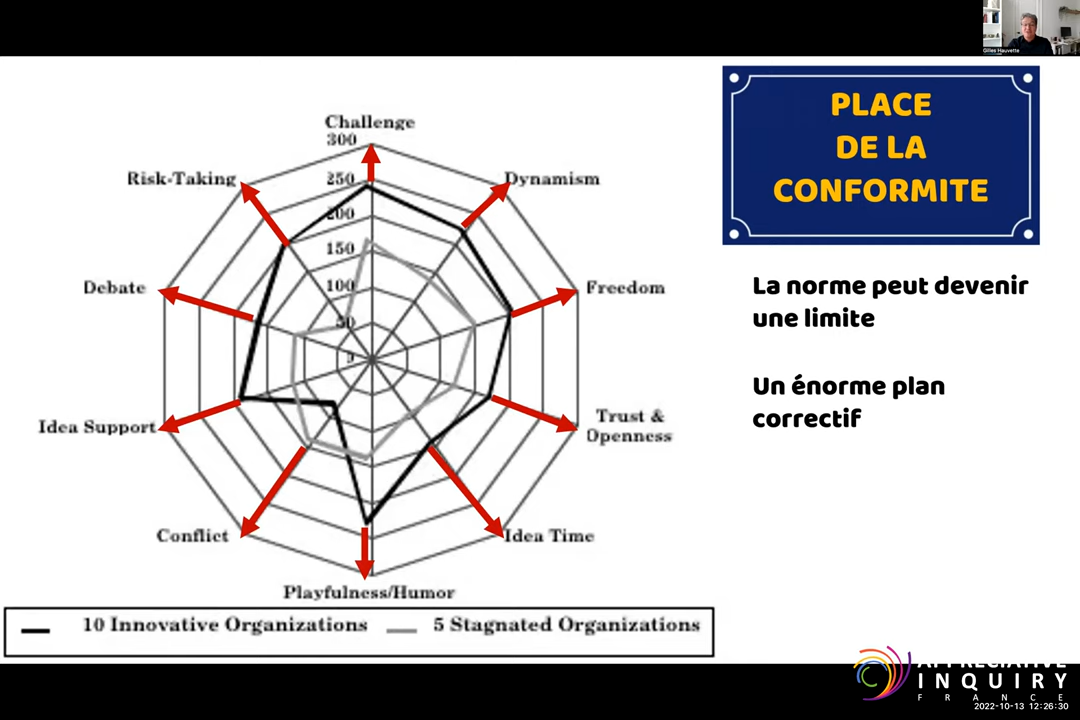 Gilles Hauvette
PLACE
DE LA
CONFORMITE
La norme peut devenir
une limite
Un énorme plan
correctif
Challenge
300
Risk-Taking
250
Dynamism
200
150
Debate
100
Freedom
50
0
Idea Support
Trust &
Openness
Conflict
Idea Time
Playfulness/Humor
10 Innovative Organizations
5 Stagnated Organizations
APPRECIATIVE
INQUIRY
FRANCE
2022-10-13 12:26:30